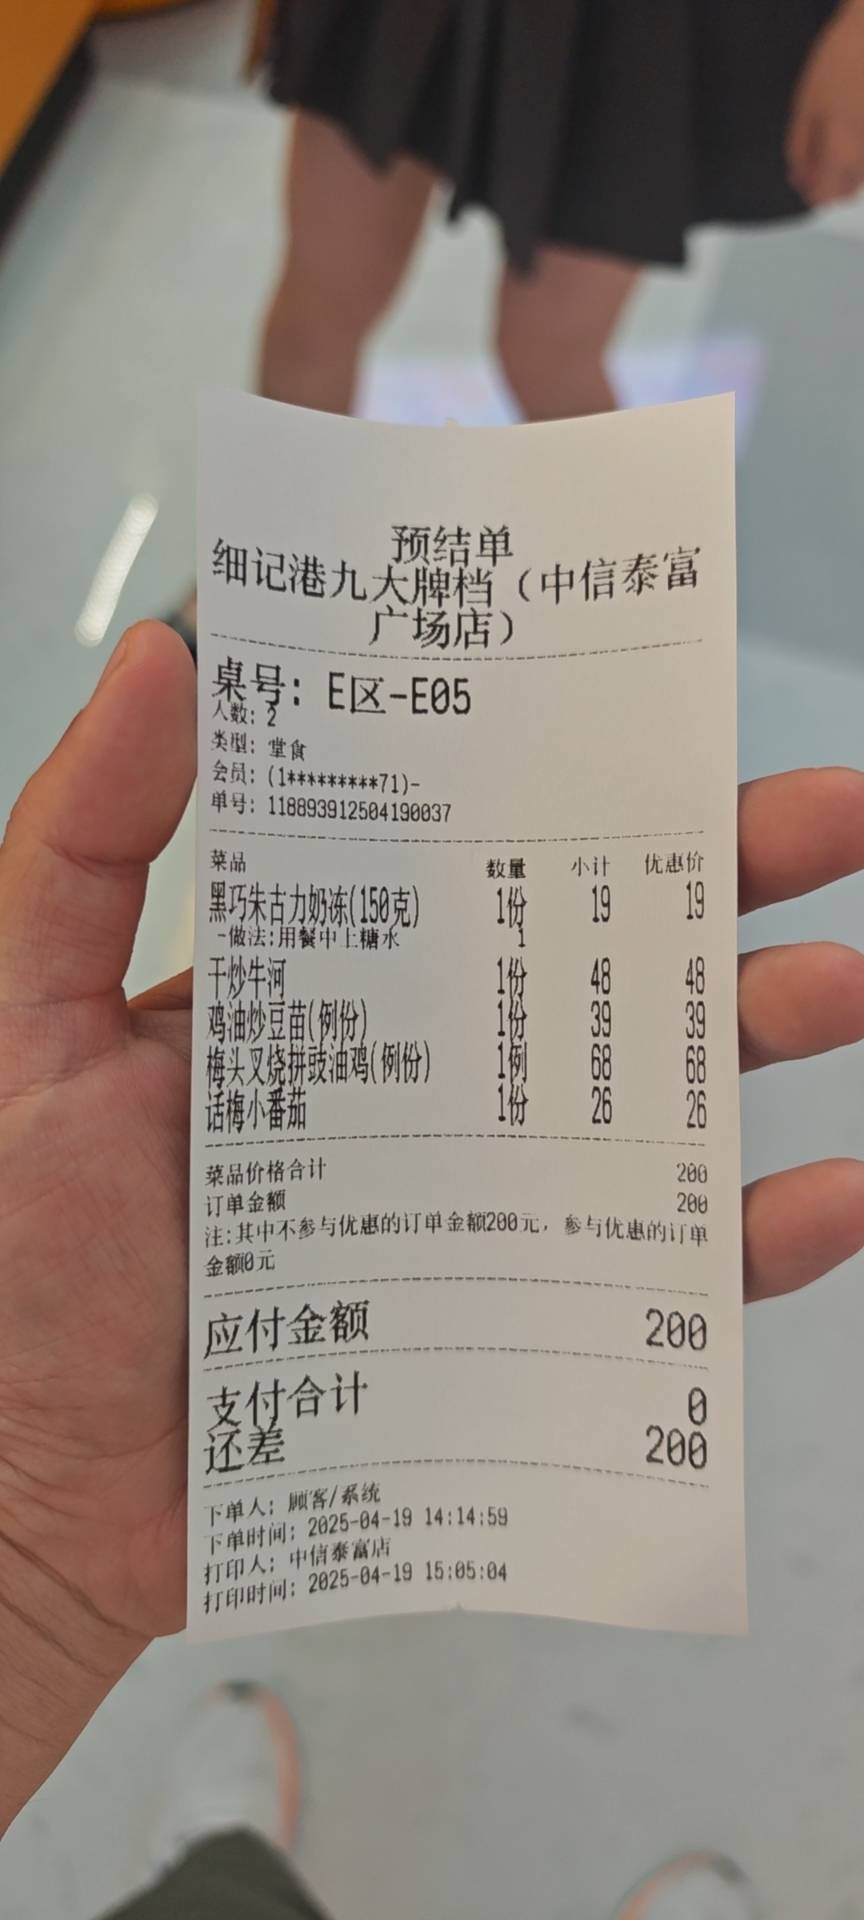 预结单
细记港九大牌档（中信泰富
广场店）
桌号: E区-E05
人数: 2
类型: 堂食
会员: (1*********71)-
单号: 118893912504190037
菜品 数量 小计 优惠价
黑巧朱古力奶冻(150克) 1份 19 19
-做法:用餐中上糖水 1
干炒牛河 1份 48 48
鸡油炒豆苗(例份) 1份 39 39
梅头叉烧拼豉油鸡(例份) 1例 68 68
话梅小番茄 1份 26 26
菜品价格合计 200
订单金额 200
注:其中不参与优惠的订单金额200元, 参与优惠的订单
金额0元
应付金额 200
支付合计 0
还差 200
下单人: 顾客/系统
下单时间: 2025-04-19 14:14:59
打印人: 中信泰富店
打印时间: 2025-04-19 15:05:04